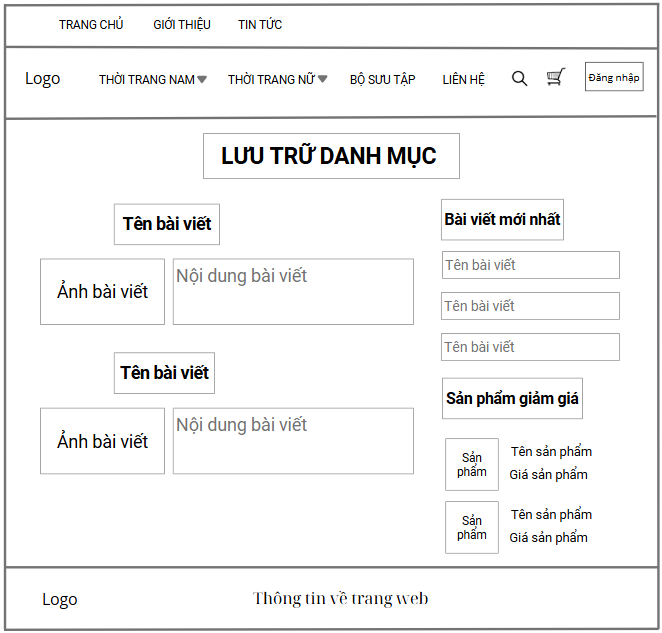 TRANG CHỦ GIỚI THIỆU TIN TỨC
Logo THỜI TRANG NAM THỜI TRANG NỮ BỘ SƯU TẬP LIÊN HỆ Đăng nhập
LƯU TRỮ DANH MỤC
Tên bài viết
Ảnh bài viết
Nội dung bài viết
Tên bài viết
Ảnh bài viết
Nội dung bài viết
Bài viết mới nhất
Tên bài viết
Tên bài viết
Tên bài viết
Sản phẩm giảm giá
Sản
phẩm
Tên sản phẩm
Giá sản phẩm
Sản
phẩm
Tên sản phẩm
Giá sản phẩm
Logo Thông tin về trang web